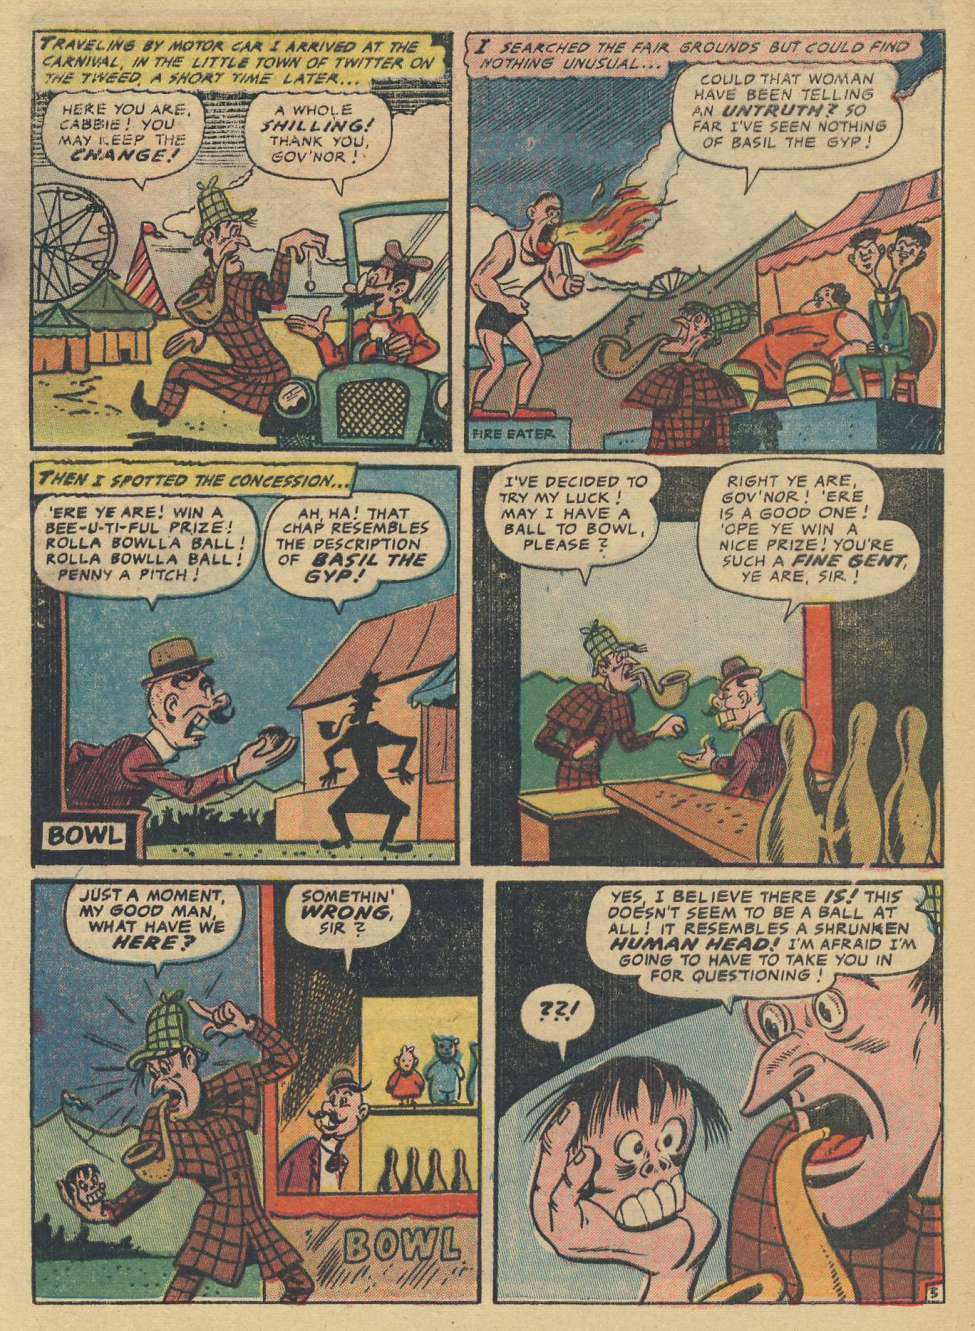 TRAVELING BY MOTOR CAR I ARRIVED AT THE
CARNIVAL, IN THE LITTLE TOWN OF TWITTER ON
THE TWEED, A SHORT TIME LATER...
HERE YOU ARE,
CABBIE! YOU
MAY KEEP THE
CHANGE!
A WHOLE
SHILLING!
THANK YOU,
GOV'NOR!
I SEARCHED THE FAIR GROUNDS BUT COULD FIND
NOTHING UNUSUAL...
COULD THAT WOMAN
HAVE BEEN TELLING
AN UNTRUTH? SO
FAR I'VE SEEN NOTHING
OF BASIL THE GYP!
FIRE EATER
THEN I SPOTTED THE CONCESSION...
'ERE YE ARE! WIN A
BEE-U-TI-FUL PRIZE!
ROLLA BOWLLA BALL!
ROLLA BOWLLA BALL!
PENNY A PITCH!
AH, HA! THAT
CHAP RESEMBLES
THE DESCRIPTION
OF BASIL THE
GYP!
BOWL
I'VE DECIDED TO
TRY MY LUCK!
MAY I HAVE A
BALL TO BOWL,
PLEASE?
RIGHT YE ARE,
GOV'NOR! 'ERE
IS A GOOD ONE!
'OPE YE WIN A
NICE PRIZE! YOU'RE
SUCH A FINE GENT,
YE ARE, SIR!
JUST A MOMENT,
MY GOOD MAN,
WHAT HAVE WE
HERE?
SOMETHIN'
WRONG,
SIR?
BOWL
YES, I BELIEVE THERE IS! THIS
DOESN'T SEEM TO BE A BALL AT
ALL! IT RESEMBLES A SHRUNKEN
HUMAN HEAD! I'M AFRAID I'M
GOING TO HAVE TO TAKE YOU IN
FOR QUESTIONING!
??!
5